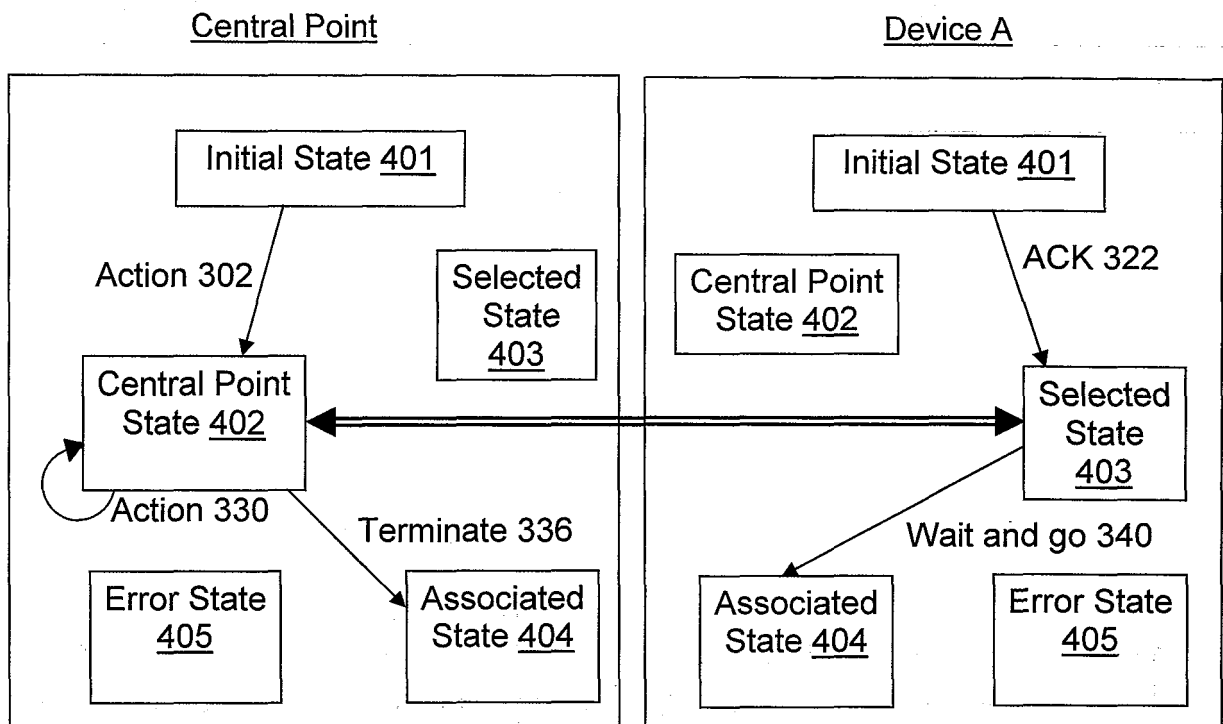 Central Point
Device A
Initial State 401
Initial State 401
Action 302
ACK 322
Selected
State
403
Central Point
State 402
Central Point
State 402
Selected
State
403
Action 330
Terminate 336
Wait and go 340
Error State
405
Associated
State 404
Associated
State 404
Error State
405